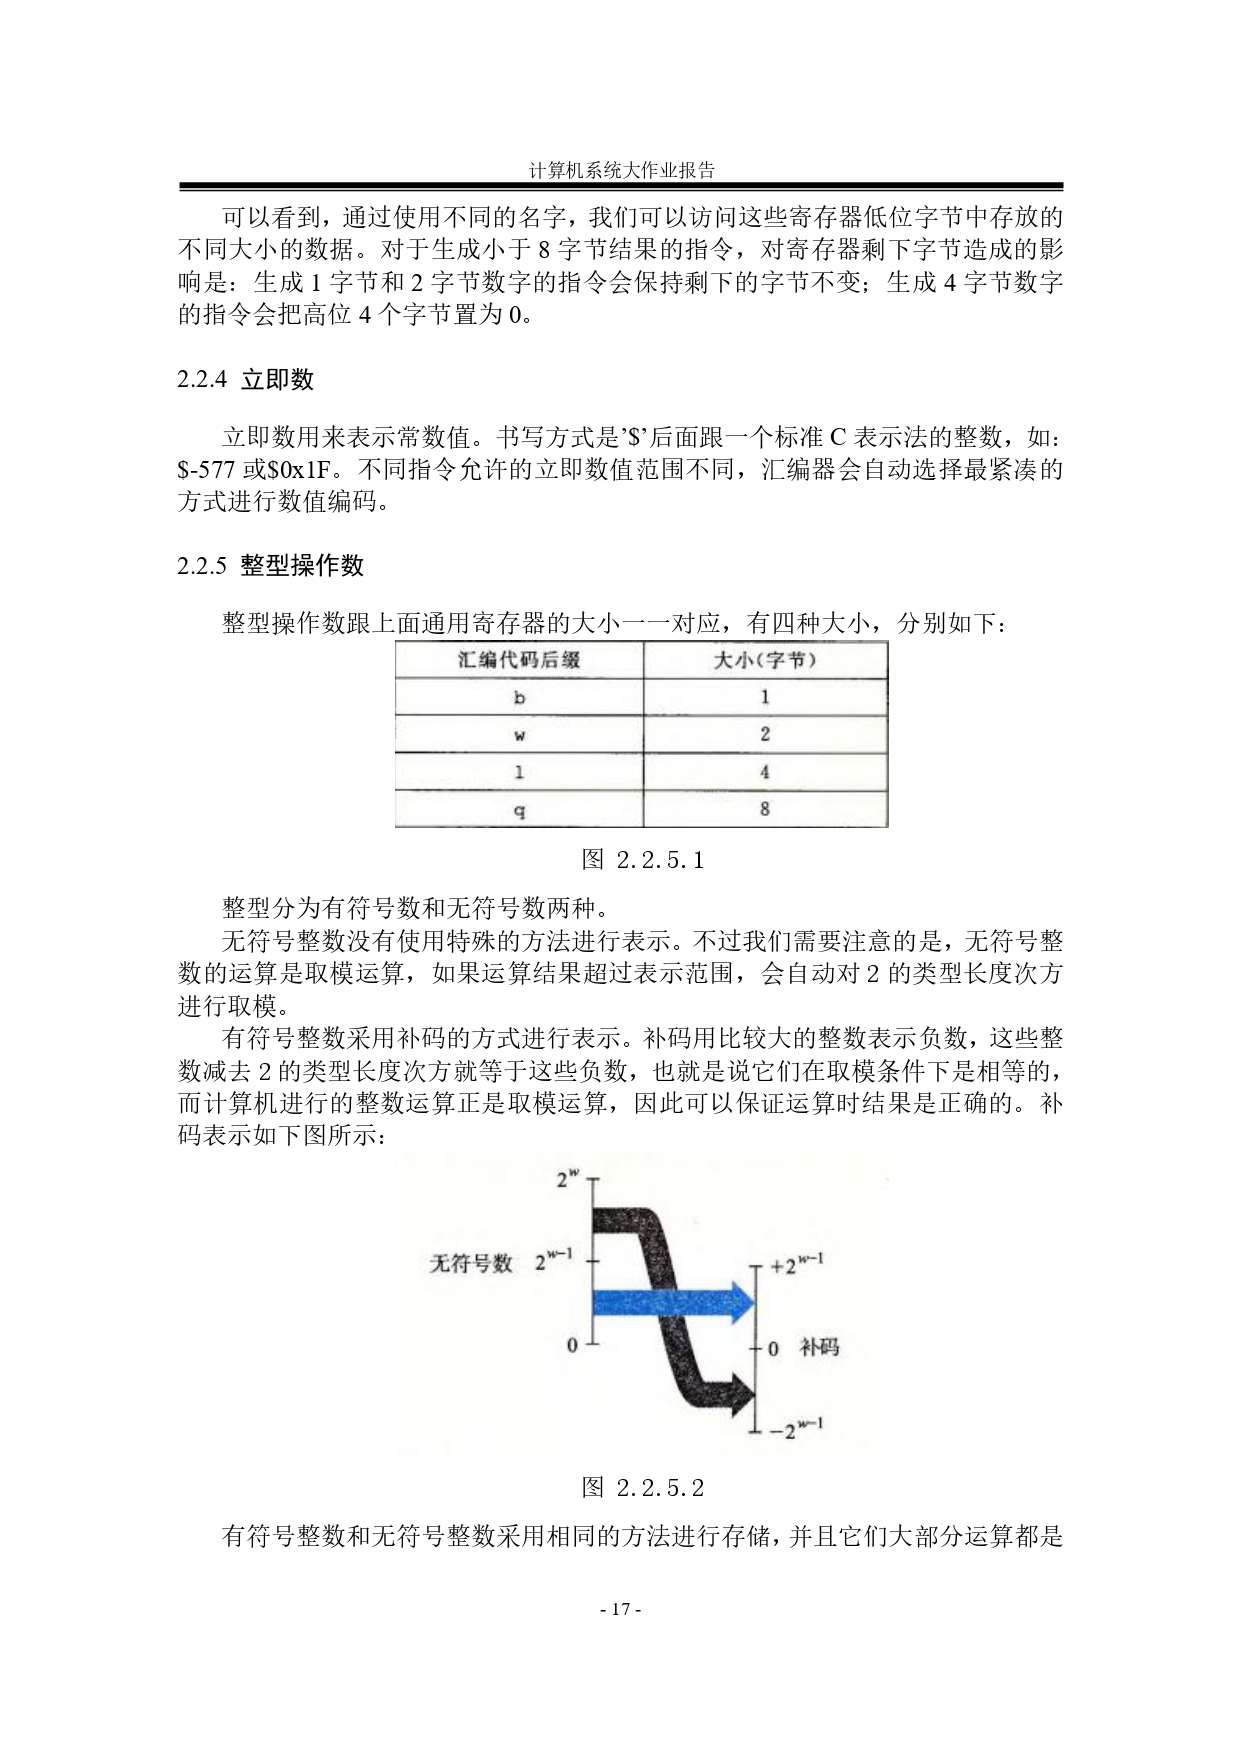 计算机系统大作业报告
可以看到，通过使用不同的名字，我们可以访问这些寄存器低位字节中存放的
不同大小的数据。对于生成小于 8 字节结果的指令，对寄存器剩下字节造成的影
响是：生成 1 字节和 2 字节数字的指令会保持剩下的字节不变；生成 4 字节数字
的指令会把高位 4 个字节置为 0。
2.2.4 立即数
立即数用来表示常数值。书写方式是’$’后面跟一个标准 C 表示法的整数，如：
$-577 或$0x1F。不同指令允许的立即数值范围不同，汇编器会自动选择最紧凑的
方式进行数值编码。
2.2.5 整型操作数
整型操作数跟上面通用寄存器的大小一一对应，有四种大小，分别如下：
汇编代码后缀 大小(字节)
b 1
w 2
l 4
q 8
图 2.2.5.1
整型分为有符号数和无符号数两种。
无符号整数没有使用特殊的方法进行表示。不过我们需要注意的是，无符号整
数的运算是取模运算，如果运算结果超过表示范围，会自动对 2 的类型长度次方
进行取模。
有符号整数采用补码的方式进行表示。补码用比较大的整数表示负数，这些整
数减去 2 的类型长度次方就等于这些负数，也就是说它们在取模条件下是相等的，
而计算机进行的整数运算正是取模运算，因此可以保证运算时结果是正确的。补
码表示如下图所示：
2^w
无符号数 2^{w-1}
+2^{w-1}
0
0 补码
-2^{w-1}
图 2.2.5.2
有符号整数和无符号整数采用相同的方法进行存储，并且它们大部分运算都是
- 17 -